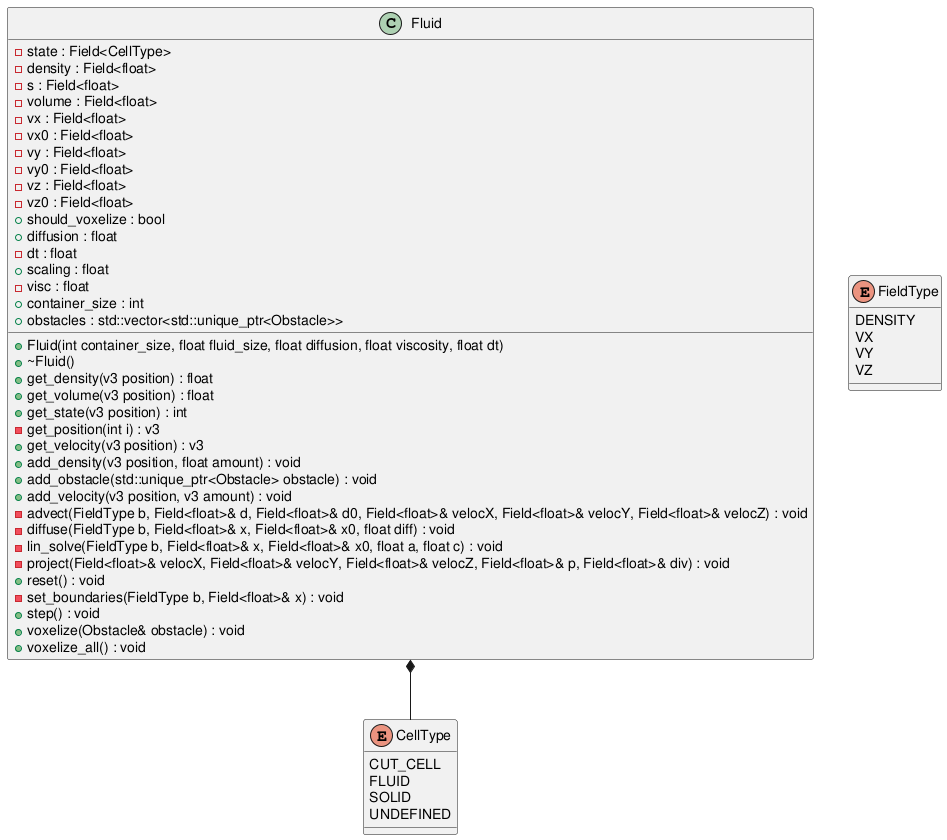 C Fluid
state : Field<CellType>
density : Field<float>
s : Field<float>
volume : Field<float>
vx : Field<float>
vx0 : Field<float>
vy : Field<float>
vy0 : Field<float>
vz : Field<float>
vz0 : Field<float>
should_voxelize : bool
diffusion : float
dt : float
scaling : float
visc : float
container_size : int
obstacles : std::vector<std::unique_ptr<Obstacle>>
Fluid(int container_size, float fluid_size, float diffusion, float viscosity, float dt)
~Fluid()
get_density(v3 position) : float
get_volume(v3 position) : float
get_state(v3 position) : int
get_position(int i) : v3
get_velocity(v3 position) : v3
add_density(v3 position, float amount) : void
add_obstacle(std::unique_ptr<Obstacle> obstacle) : void
add_velocity(v3 position, v3 amount) : void
advect(FieldType b, Field<float>& d, Field<float>& d0, Field<float>& velocX, Field<float>& velocY, Field<float>& velocZ) : void
diffuse(FieldType b, Field<float>& x, Field<float>& x0, float diff) : void
lin_solve(FieldType b, Field<float>& x, Field<float>& x0, float a, float c) : void
project(Field<float>& velocX, Field<float>& velocY, Field<float>& velocZ, Field<float>& p, Field<float>& div) : void
reset() : void
set_boundaries(FieldType b, Field<float>& x) : void
step() : void
voxelize(Obstacle& obstacle) : void
voxelize_all() : void
E FieldType
DENSITY
VX
VY
VZ
E CellType
CUT_CELL
FLUID
SOLID
UNDEFINED